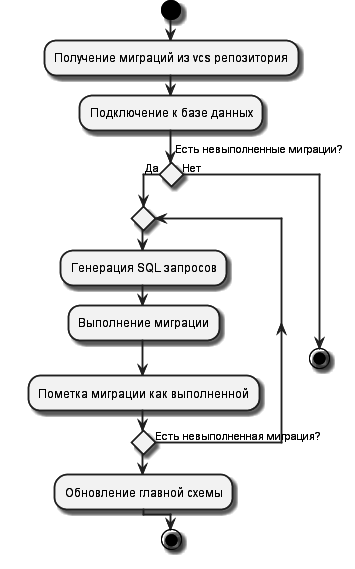 Получение миграций из vcs репозитория
Подключение к базе данных
Есть невыполненные миграции?
Да
Нет
Генерация SQL запросов
Выполнение миграции
Пометка миграции как выполненной
Есть невыполненная миграция?
Обновление главной схемы